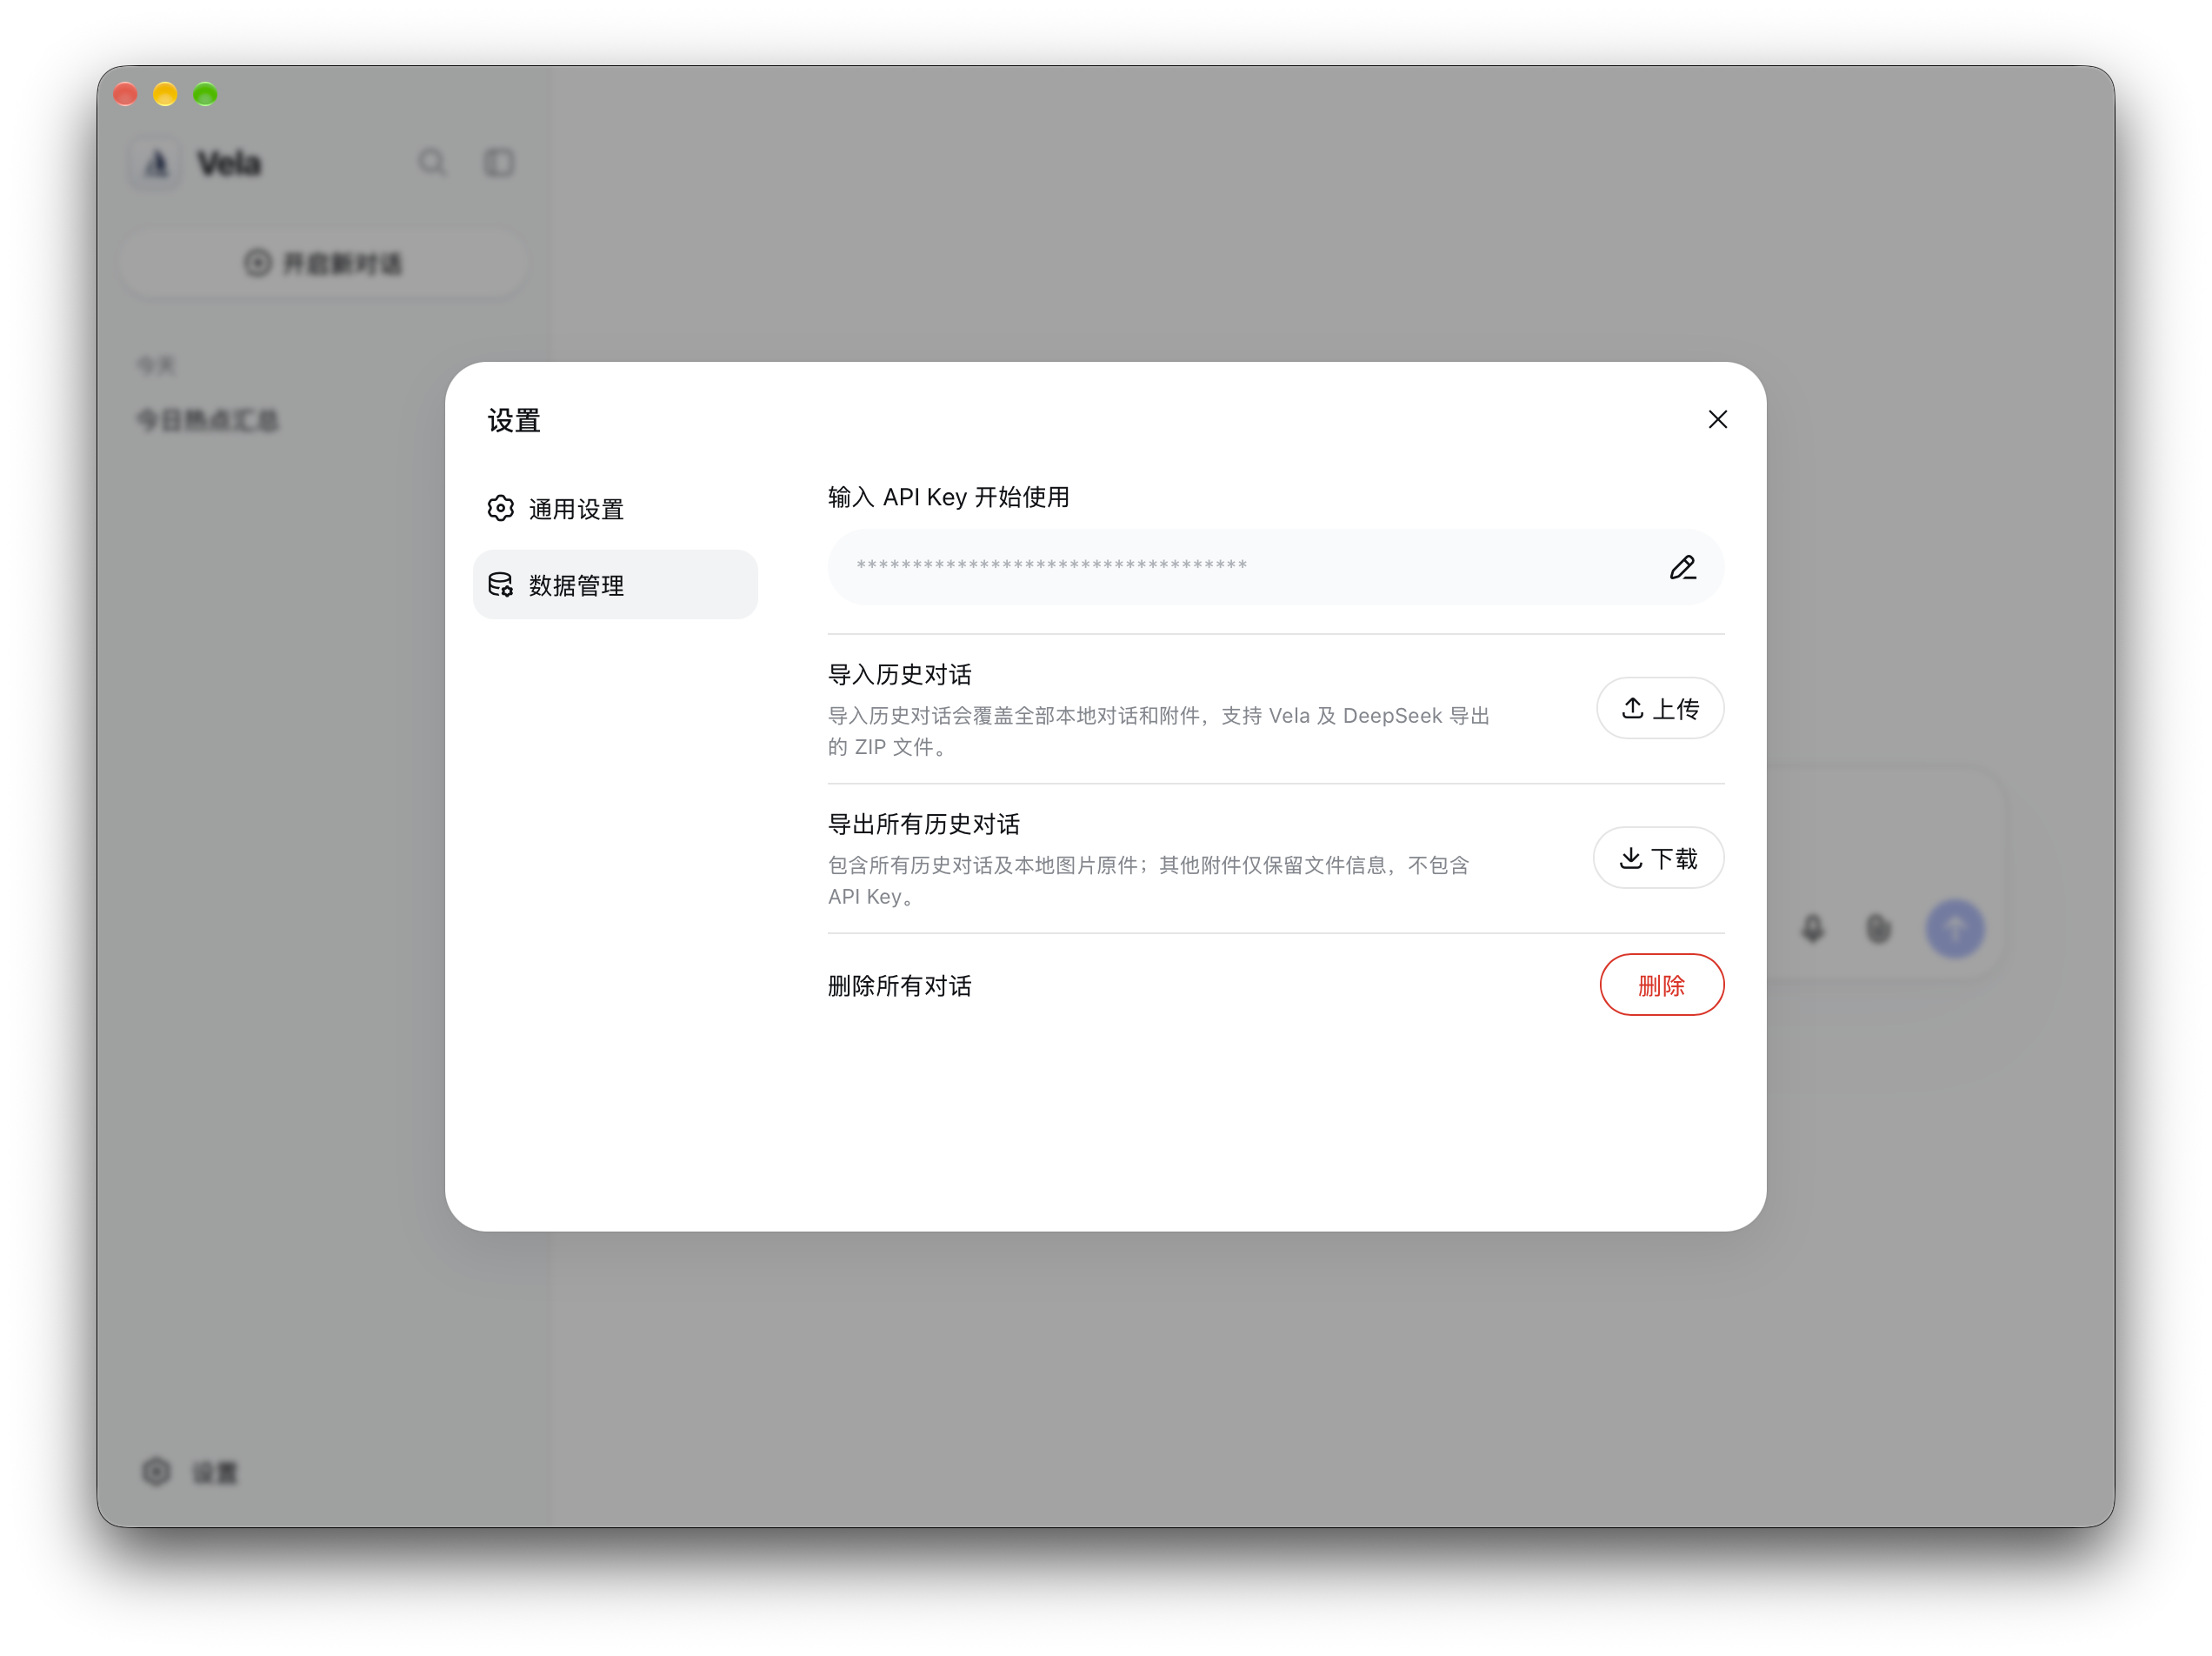 Vela
开启新对话
今天
今日热点汇总
设置
通用设置
数据管理
输入 API Key 开始使用
***********************************
导入历史对话
导入历史对话会覆盖全部本地对话和附件，支持 Vela 及 DeepSeek 导出
的 ZIP 文件。
上传
导出所有历史对话
包含所有历史对话及本地图片原件；其他附件仅保留文件信息，不包含
API Key。
下载
删除所有对话
删除
设置